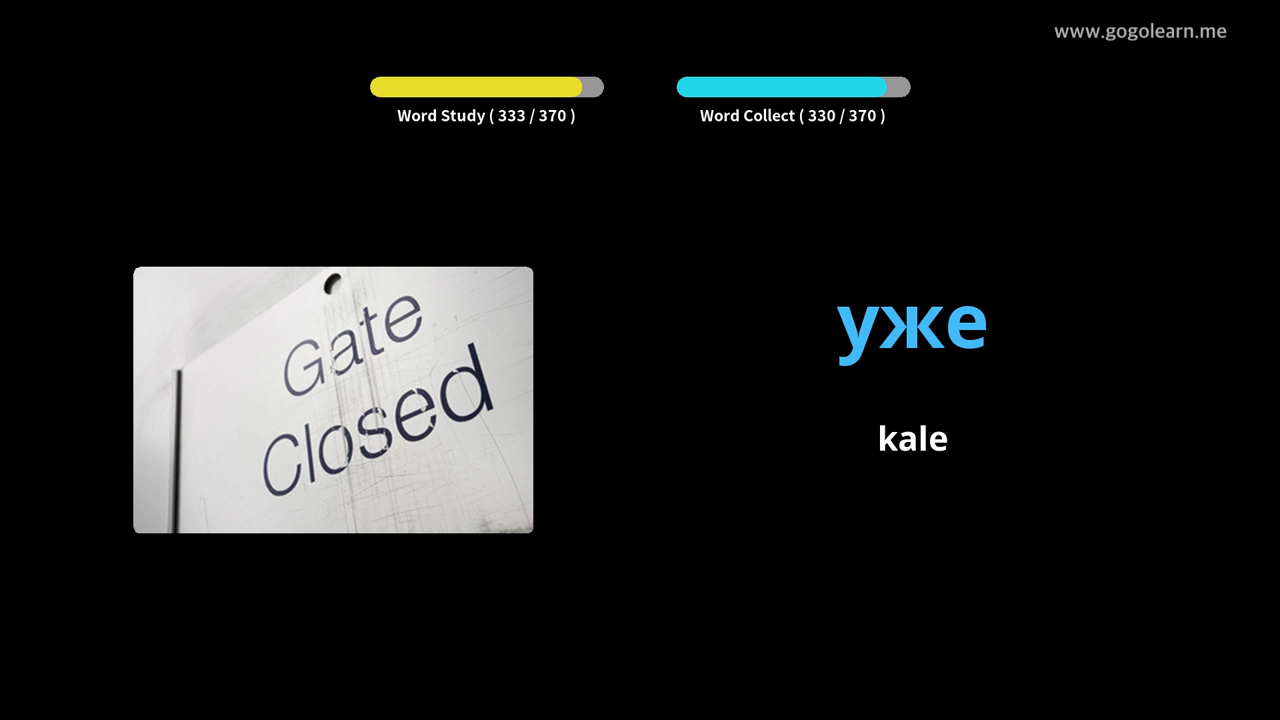 www.gogolearn.me
Word Study ( 333 / 370 )
Word Collect ( 330 / 370 )
Gate
Closed
уже
kale